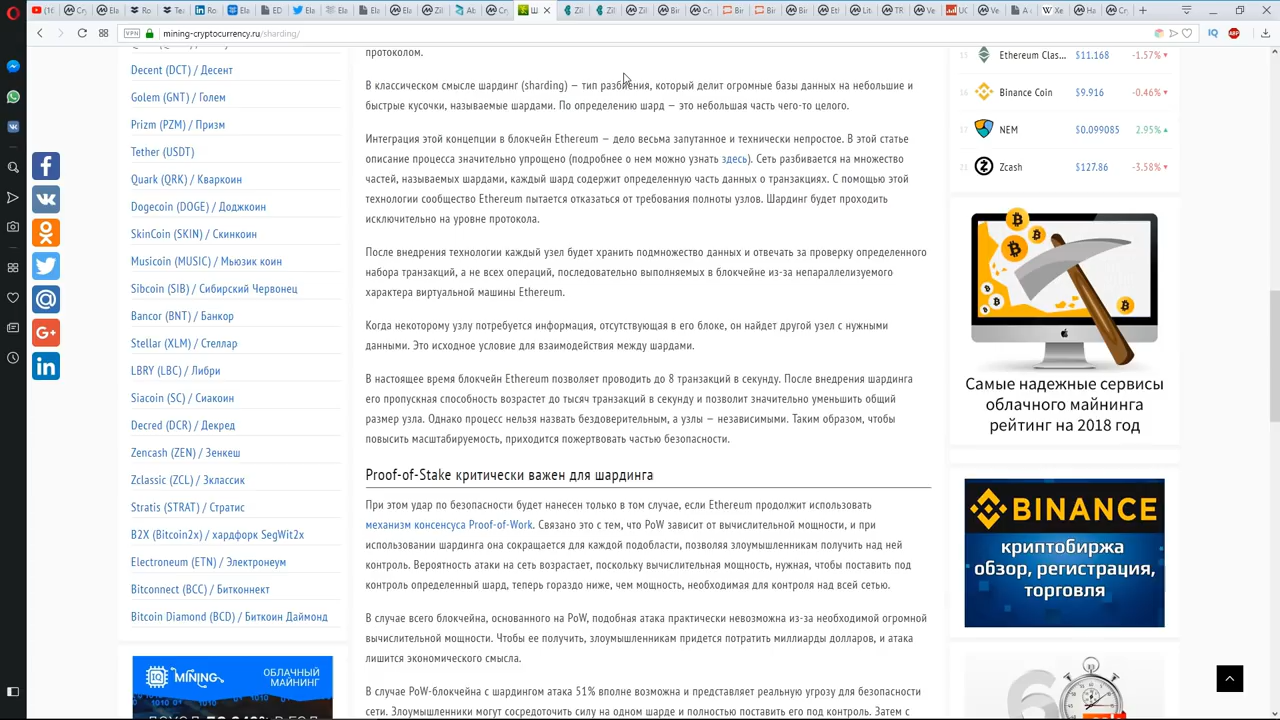 mining-cryptocurrency.ru/sharding/
Decent (DCT) / Десент
Golem (GNT) / Голем
Prizm (PZM) / Призм
Tether (USDT)
Quark (QRK) / Кваркоин
Dogecoin (DOGE) / Доджкоин
SkinCoin (SKIN) / Скинкоин
Musicoin (MUSIC) / Мьюзик коин
Sibcoin (SIB) / Сибирский Червонец
Bancor (BNT) / Банкор
Stellar (XLM) / Стеллар
LBRY (LBC) / Либри
Siacoin (SC) / Сиакоин
Decred (DCR) / Декред
Zencash (ZEN) / Зенкеш
Zclassic (ZCL) / Зклассик
Stratis (STRAT) / Стратис
B2X (Bitcoin2x) / хардфорк SegWit2x
Electroneum (ETN) / Электронеум
Bitconnect (BCC) / Битконнект
Bitcoin Diamond (BCD) / Биткоин Даймонд
MINING
ОБЛАЧНЫЙ
МАЙНИНГ
протоколом.
В классическом смысле шардинг (sharding) — тип разбиения, который делит огромные базы данных на небольшие и
быстрые кусочки, называемые шардами. По определению шард — это небольшая часть чего-то целого.
Интеграция этой концепции в блокчейн Ethereum — дело весьма запутанное и технически непростое. В этой статье
описание процесса значительно упрощено (подробнее о нем можно узнать здесь). Сеть разбивается на множество
частей, называемых шардами, каждый шард содержит определенную часть данных о транзакциях. С помощью этой
технологии сообщество Ethereum пытается отказаться от требования полноты узлов. Шардинг будет проходить
исключительно на уровне протокола.
После внедрения технологии каждый узел будет хранить подмножество данных и отвечать за проверку определенного
набора транзакций, а не всех операций, последовательно выполняемых в блокчейне из-за непараллелизуемого
характера виртуальной машины Ethereum.
Когда некоторому узлу потребуется информация, отсутствующая в его блоке, он найдет другой узел с нужными
данными. Это исходное условие для взаимодействия между шардами.
В настоящее время блокчейн Ethereum позволяет проводить до 8 транзакций в секунду. После внедрения шардинга
его пропускная способность возрастет до тысяч транзакций в секунду и позволит значительно уменьшить общий
размер узла. Однако процесс нельзя назвать бездоверительным, а узлы — независимыми. Таким образом, чтобы
повысить масштабируемость, приходится пожертвовать частью безопасности.
Proof-of-Stake критически важен для шардинга
При этом удар по безопасности будет нанесен только в том случае, если Ethereum продолжит использовать
механизм консенсуса Proof-of-Work. Связано это с тем, что PoW зависит от вычислительной мощности, и при
использовании шардинга она сокращается для каждой подобласти, позволяя злоумышленникам получить над ней
контроль. Вероятность атаки на сеть возрастает, поскольку вычислительная мощность, нужная, чтобы поставить под
контроль определенный шард, теперь гораздо ниже, чем мощность, необходимая для контроля над всей сетью.
В случае всего блокчейна, основанного на PoW, подобная атака практически невозможна из-за необходимой огромной
вычислительной мощности. Чтобы ее получить, злоумышленникам придется потратить миллиарды долларов, и атака
лишится экономического смысла.
В случае PoW-блокчейна с шардингом атака 51% вполне возможна и представляет реальную угрозу для безопасности
сети. Злоумышленники могут сосредоточить силу на одном шарде и полностью поставить его под контроль. Затем с
Ethereum Clas... $11.168 -1.57%
Binance Coin $9.916 -0.46%
NEM $0.099085 2.95%
Zcash $127.86 -3.58%
Самые надежные сервисы
облачного майнинга
рейтинг на 2018 год
BINANCE
криптобиржа
обзор, регистрация,
торговля